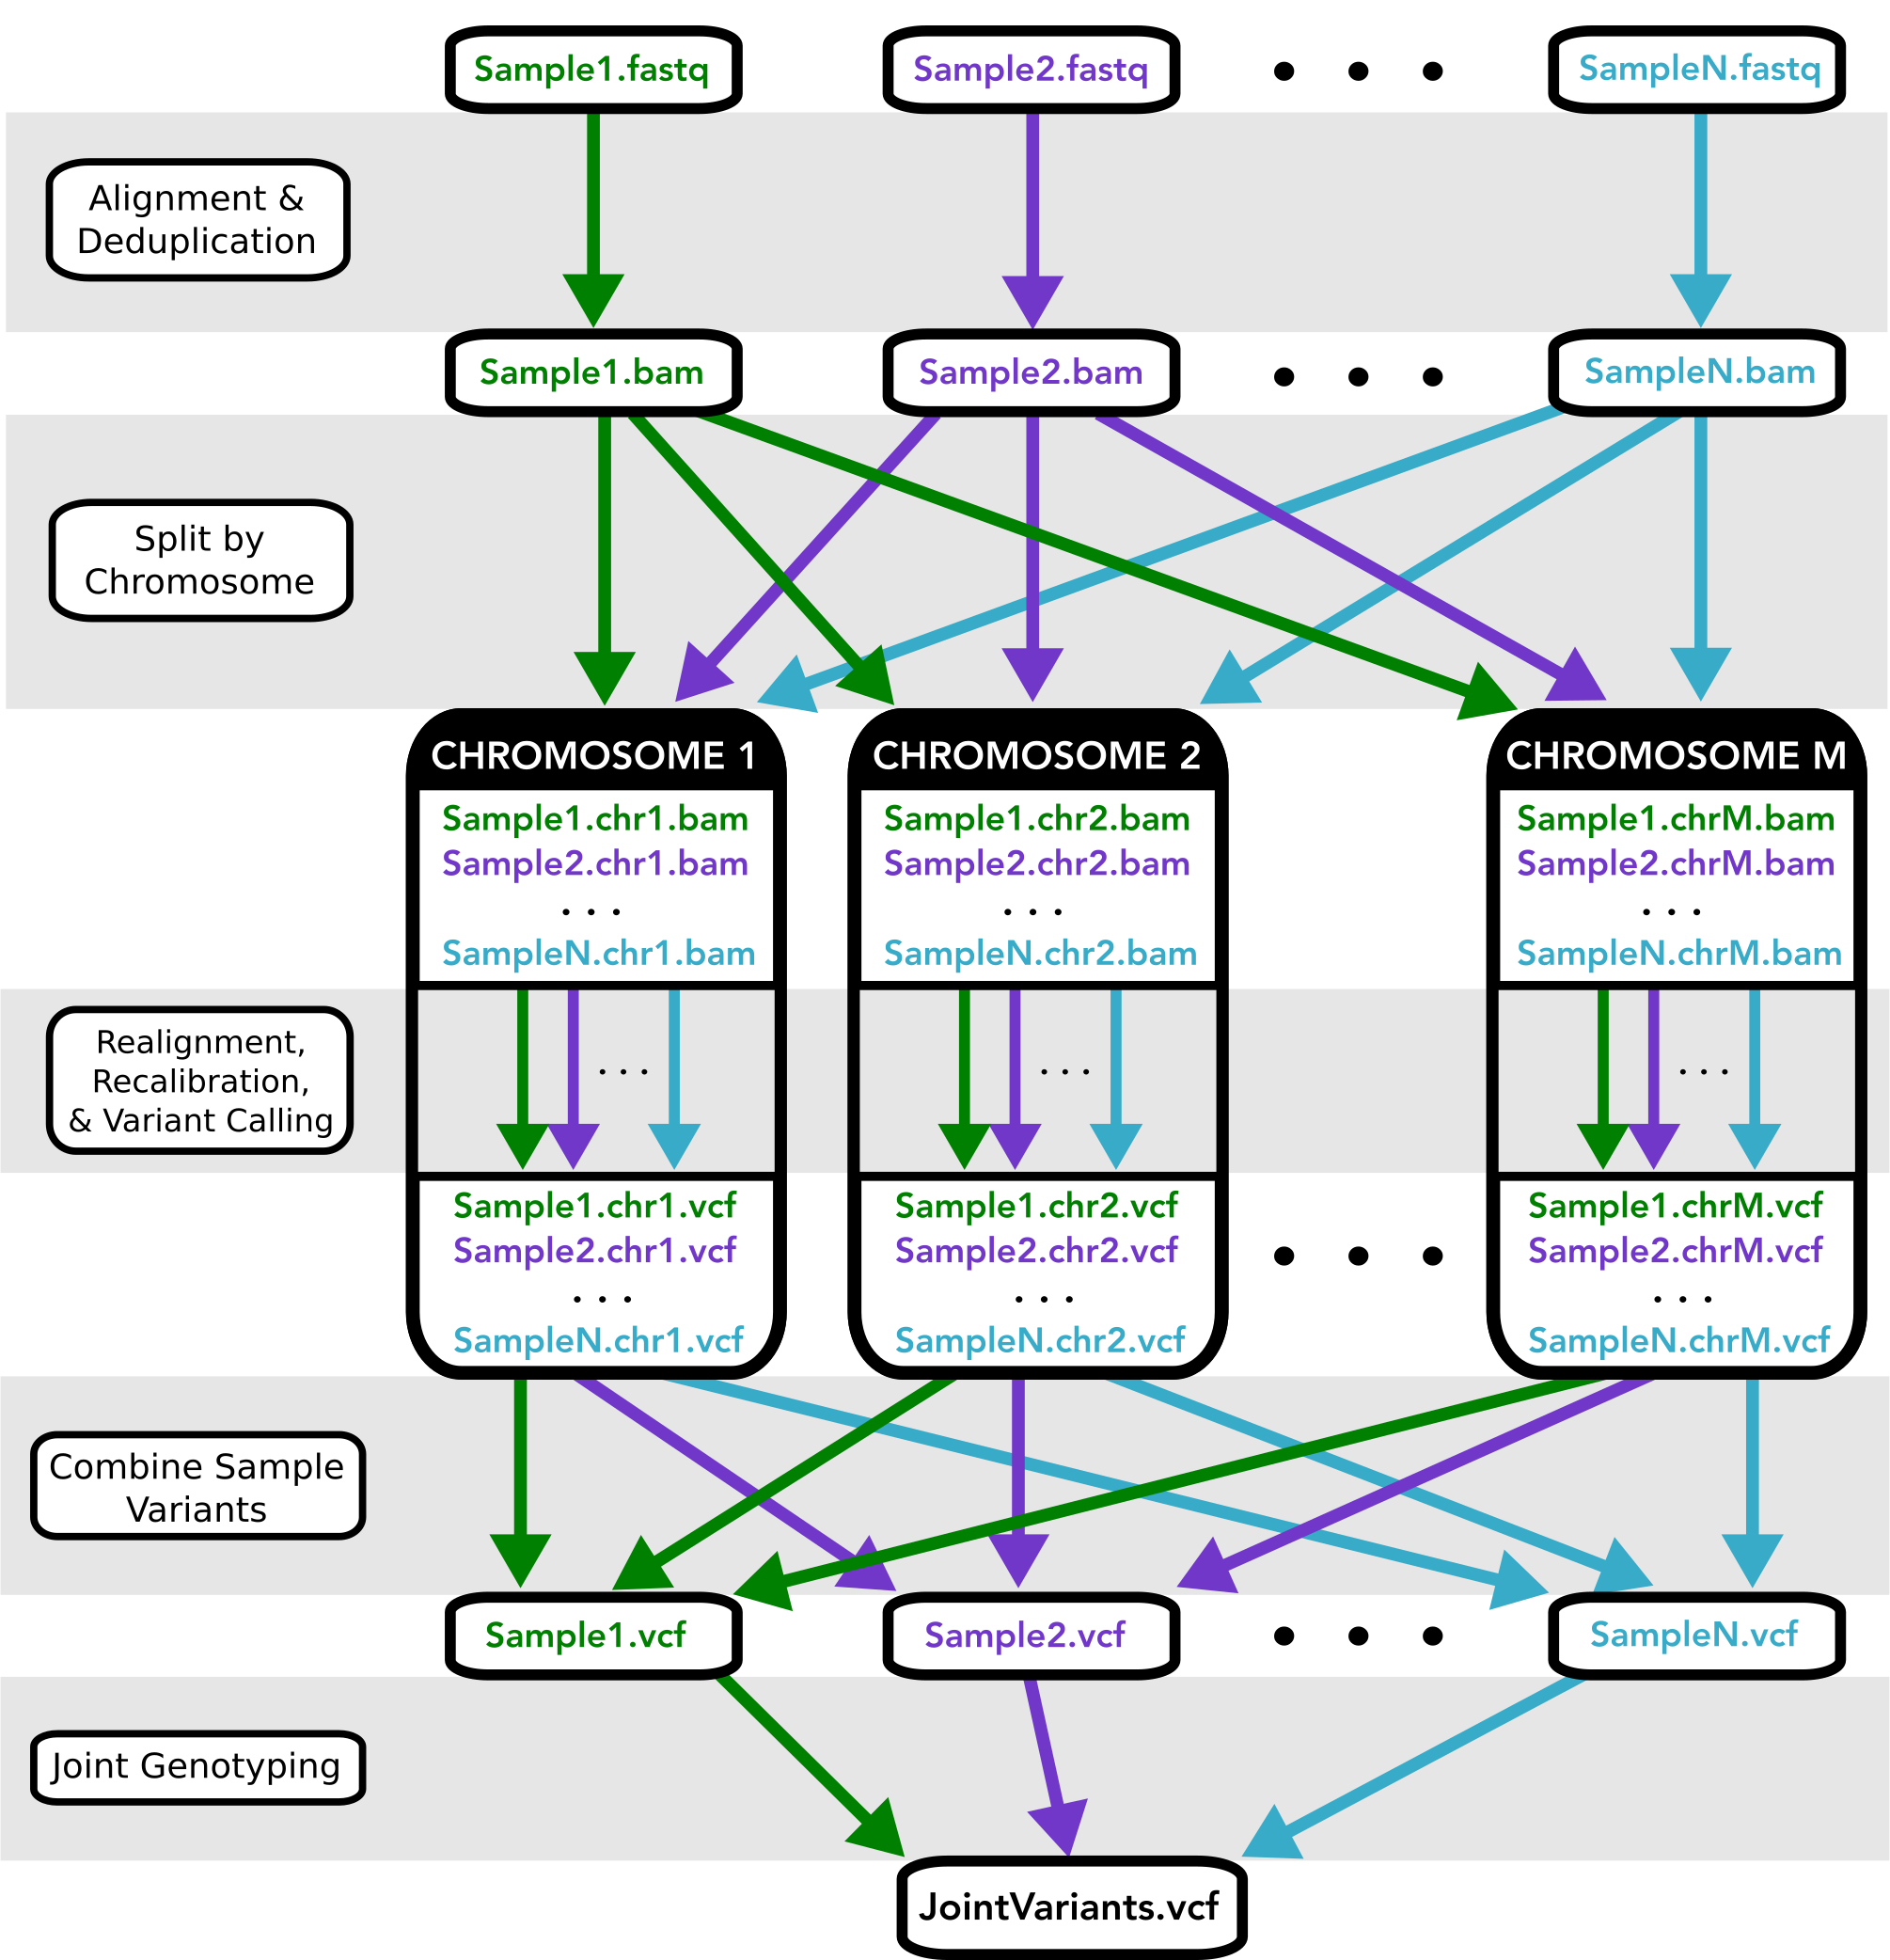 Sample1.fastq
Sample2.fastq
. . .
SampleN.fastq
Alignment &
Deduplication
Sample1.bam
Sample2.bam
. . .
SampleN.bam
Split by
Chromosome
CHROMOSOME 1
Sample1.chr1.bam
Sample2.chr1.bam
. . .
SampleN.chr1.bam
CHROMOSOME 2
Sample1.chr2.bam
Sample2.chr2.bam
. . .
SampleN.chr2.bam
CHROMOSOME M
Sample1.chrM.bam
Sample2.chrM.bam
. . .
SampleN.chrM.bam
Realignment,
Recalibration,
& Variant Calling
. . .
. . .
. . .
Sample1.chr1.vcf
Sample2.chr1.vcf
. . .
SampleN.chr1.vcf
Sample1.chr2.vcf
Sample2.chr2.vcf
. . .
SampleN.chr2.vcf
. . .
Sample1.chrM.vcf
Sample2.chrM.vcf
. . .
SampleN.chrM.vcf
Combine Sample
Variants
Sample1.vcf
Sample2.vcf
. . .
SampleN.vcf
Joint Genotyping
JointVariants.vcf